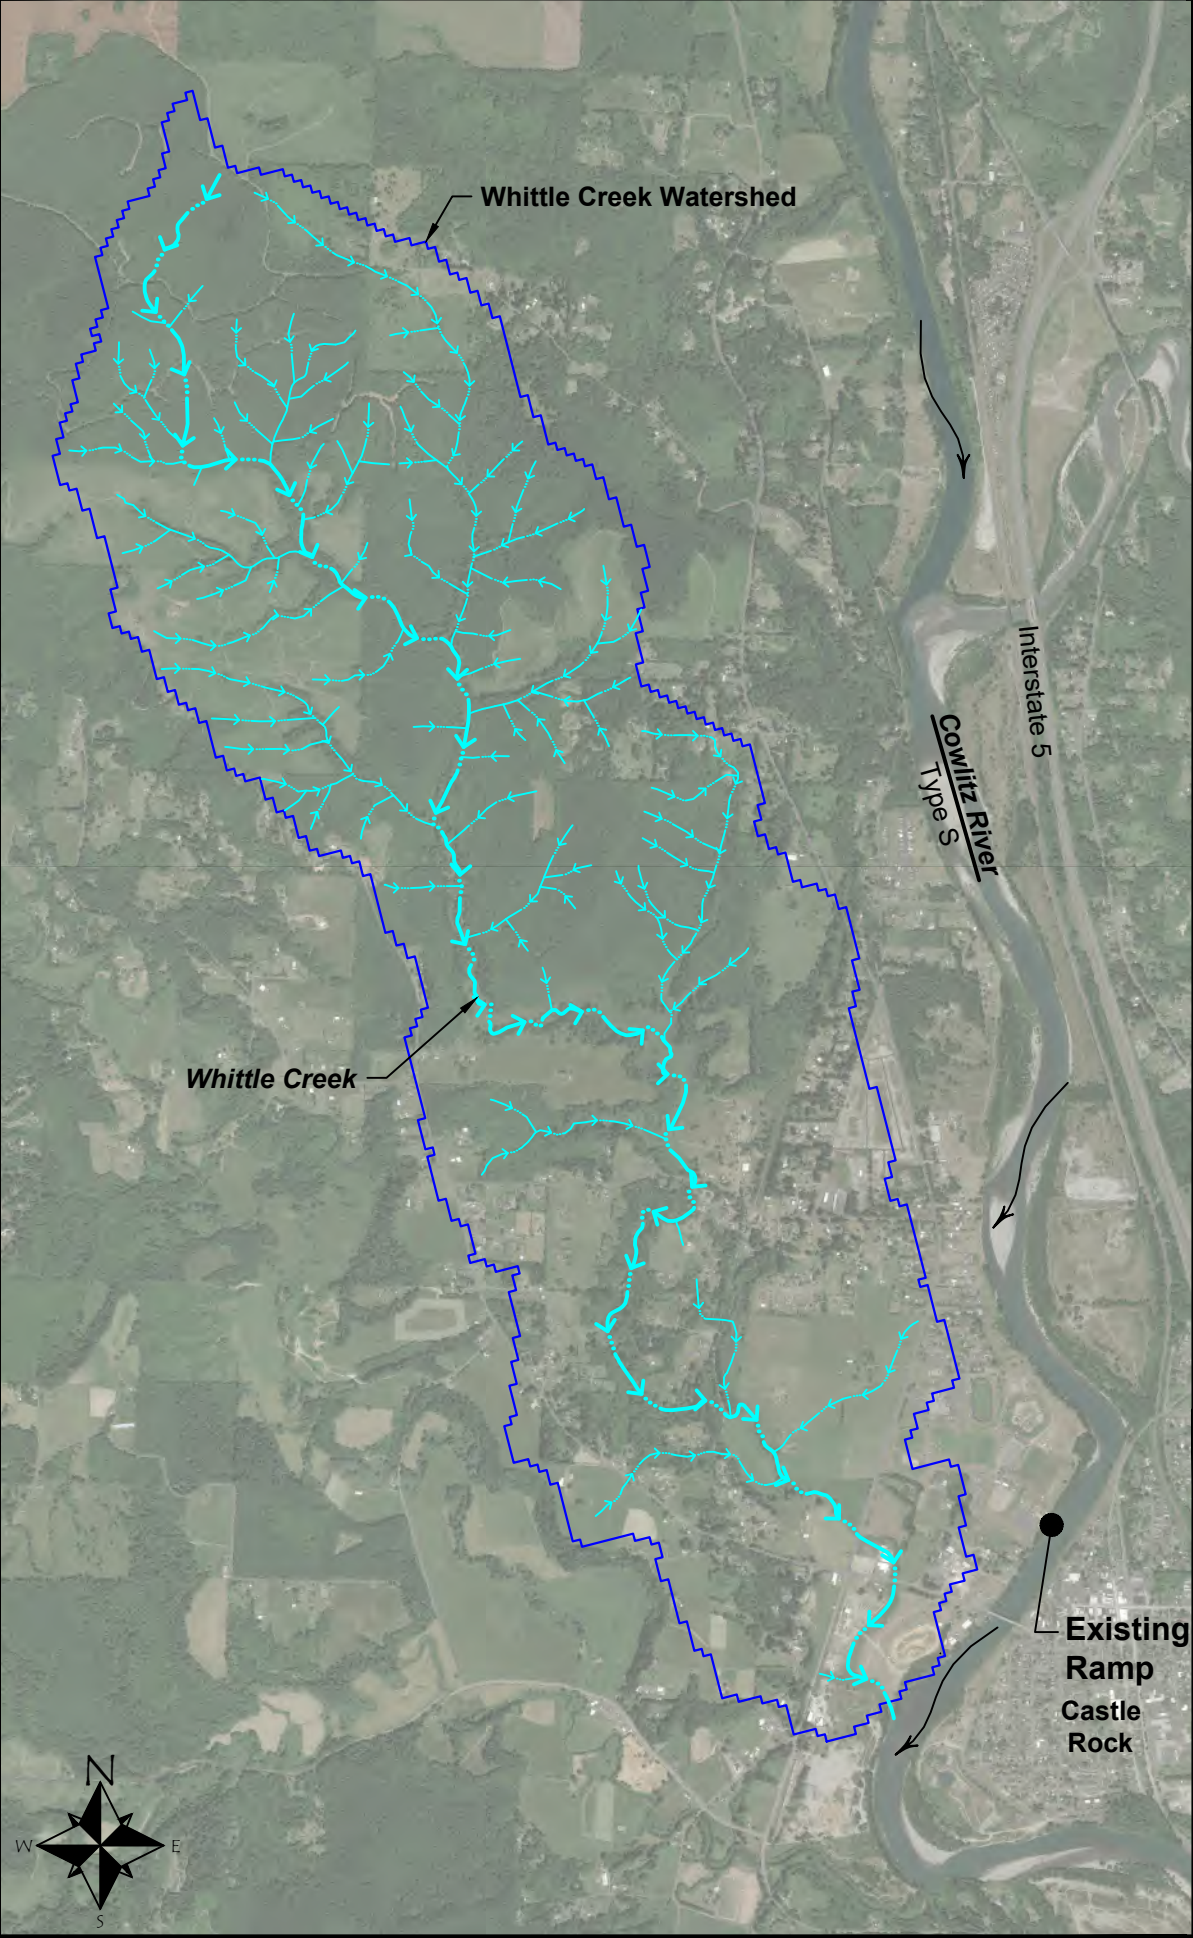 Whittle Creek Watershed
Interstate 5
Cowlitz River
Type S
Whittle Creek
Existing
Ramp
Castle
Rock
N
W
E
S